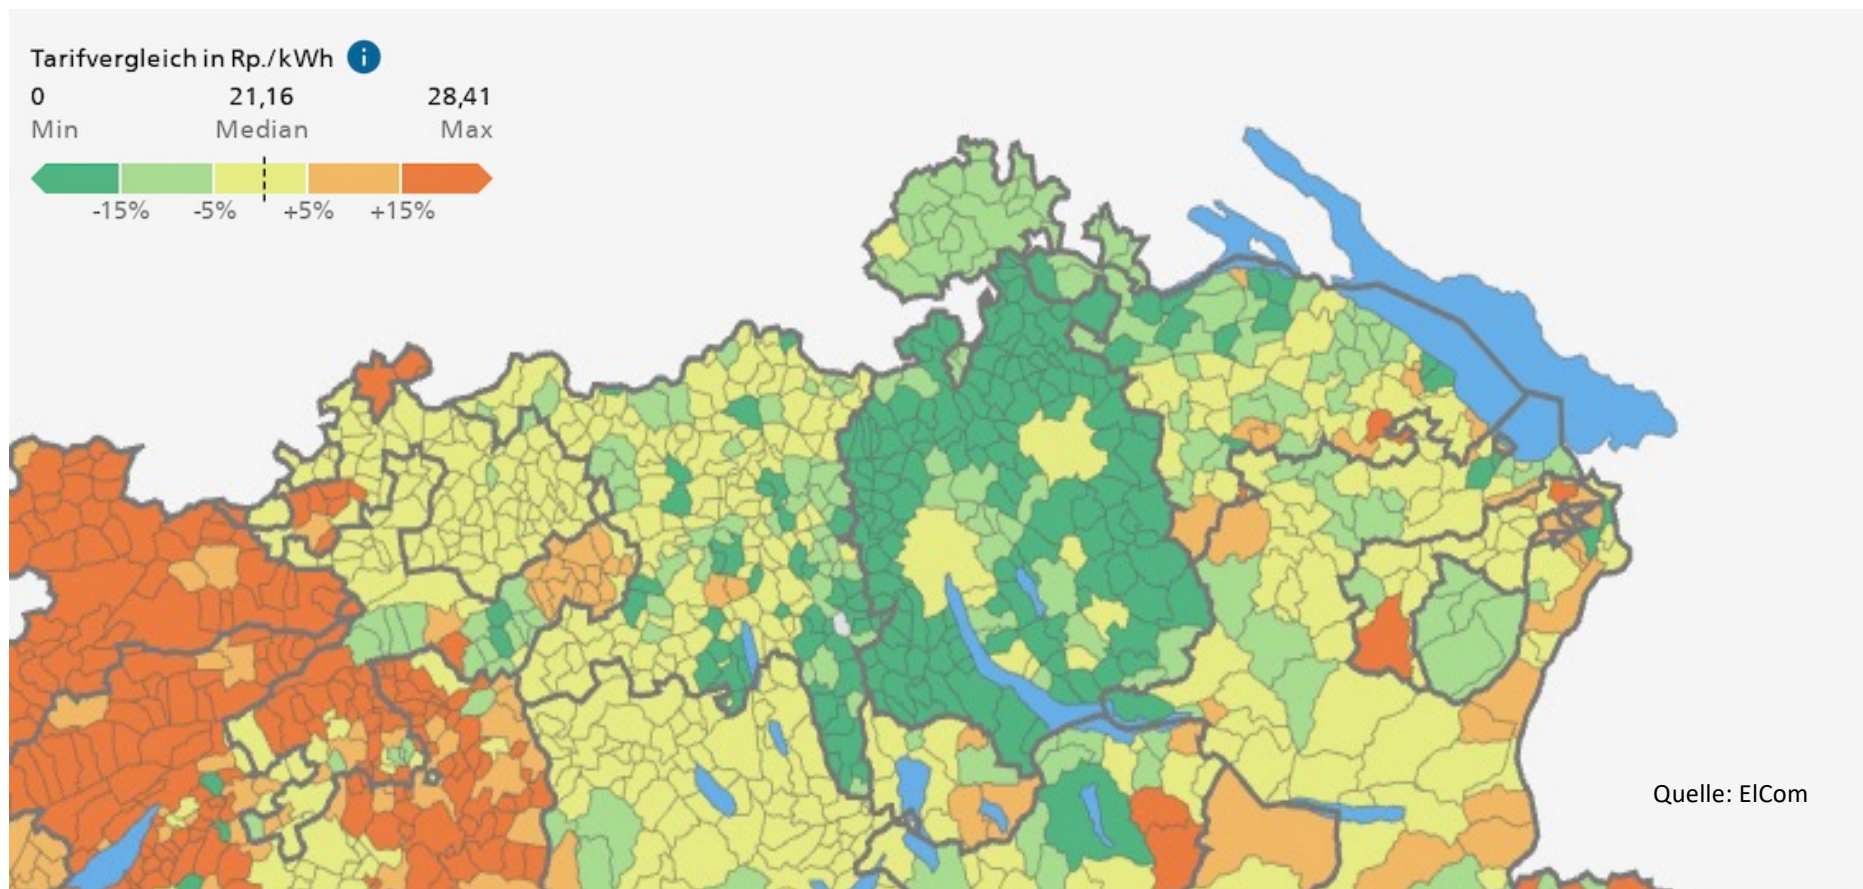 Tarifvergleich in Rp./kWh i
0 21,16 28,41
Min Median Max
-15% -5% +5% +15%
Quelle: ElCom